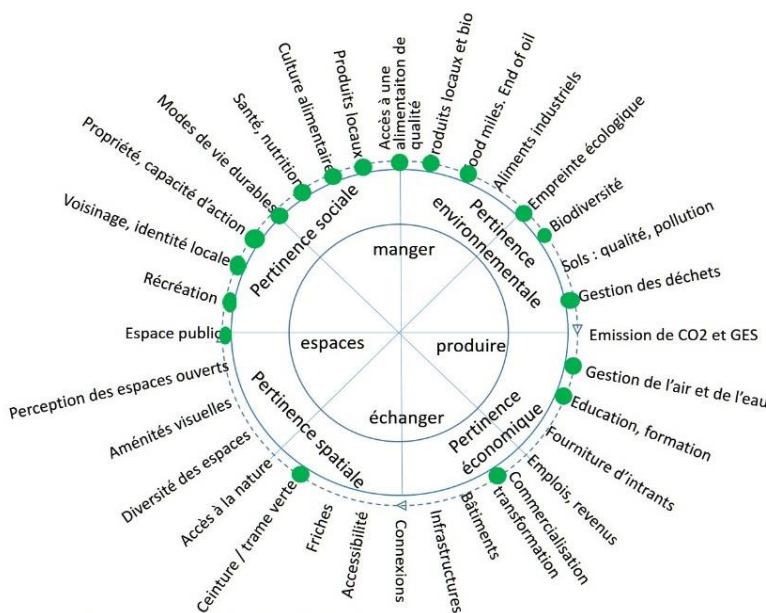 Accès à une
alimentaiton de
qualité
roduits locaux et bio
ood miles. End of oil
Aliments industriels
Empreinte écologique
Biodiversité
Sols : qualité, pollution
Gestion des déchets
Emission de CO2 et GES
Gestion de l'air et de l'eau
Education, formation
Fourniture d'intrants
Emplois, revenus
Commercialisation
transformation
Bâtiments
Infrastructures
Connexions
Accessibilité
Friches
Ceinture / trame verte
Accès à la nature
Diversité des espaces
Aménités visuelles
Perception des espaces ouverts
Espace public
Récréation
Voisinage, identité locale
Propriété, capacité d'action
Modes de vie durables
Santé, nutrition
Culture alimentaire
Produits locaux
Pertinence sociale
Pertinence
environnementale
Pertinence
économique
Pertinence spatiale
manger
produire
échanger
espaces